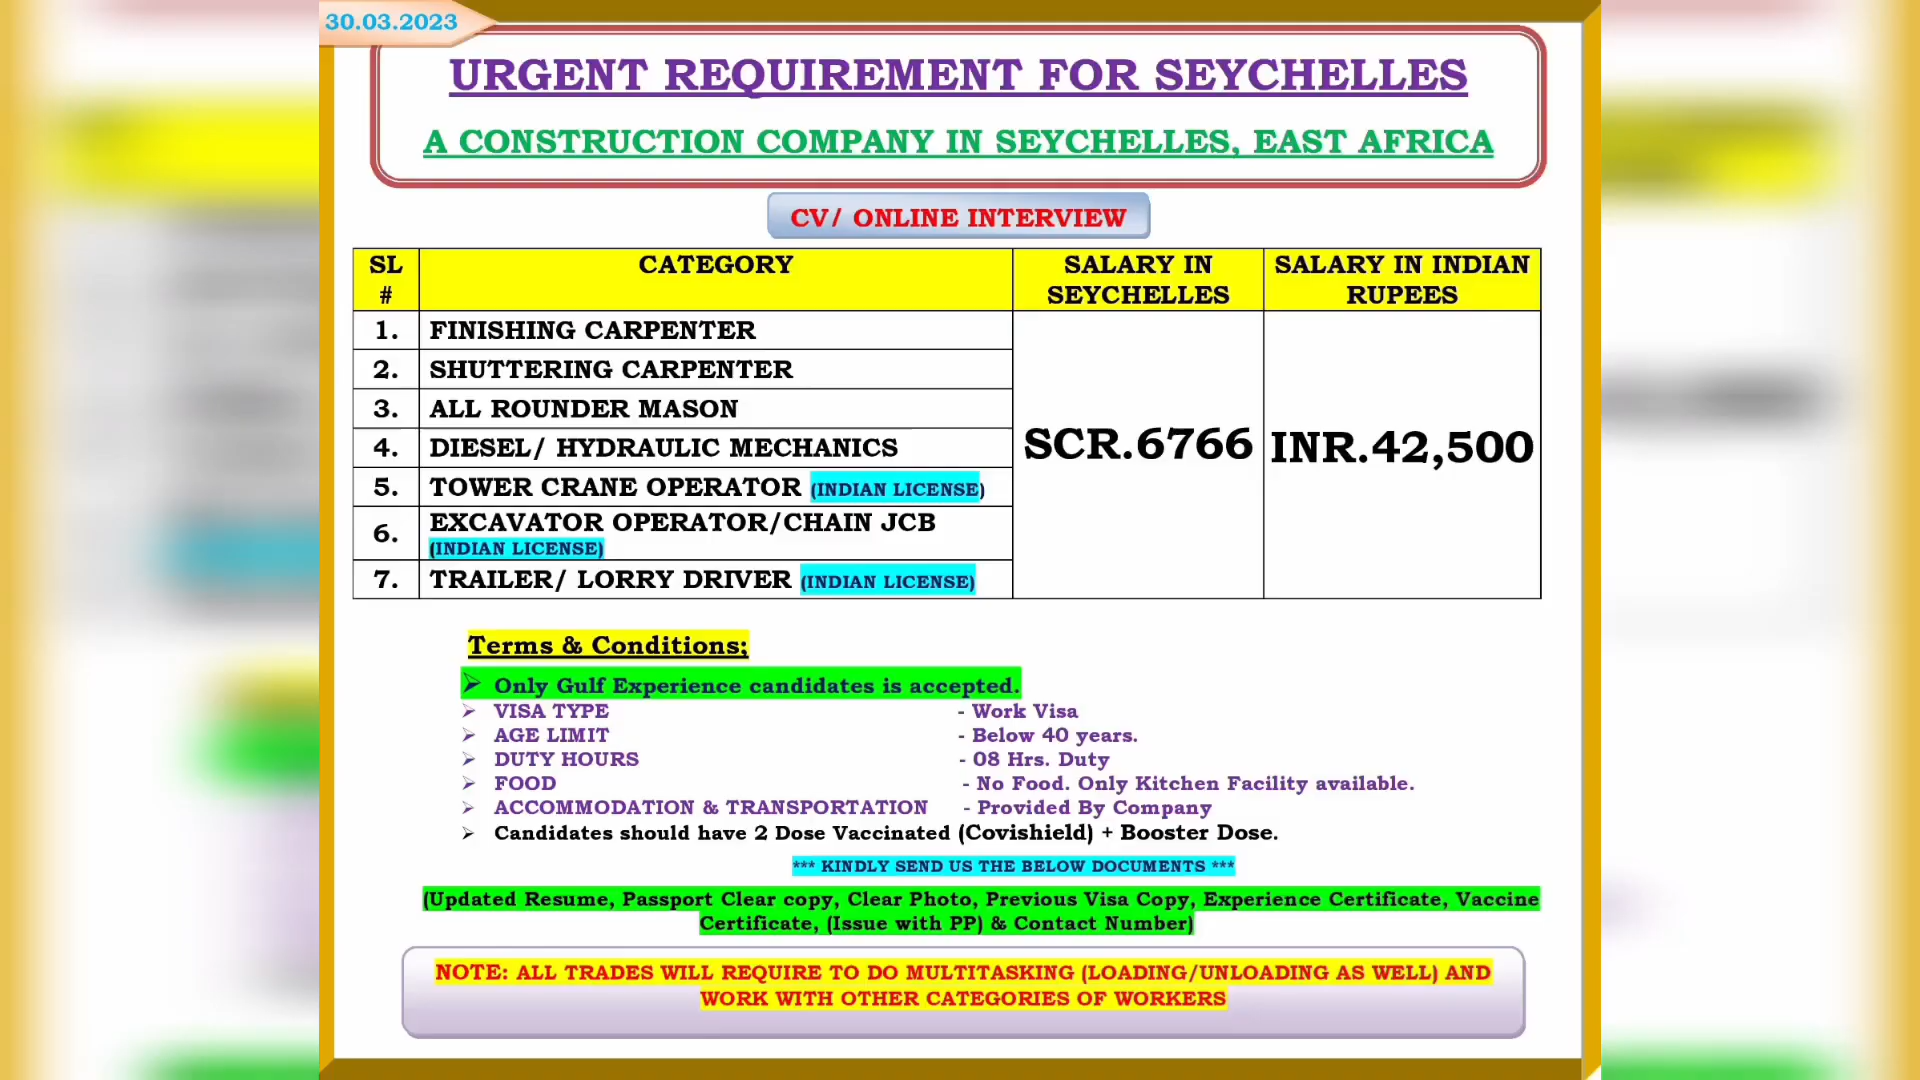 30.03.2023
URGENT REQUIREMENT FOR SEYCHELLES
A CONSTRUCTION COMPANY IN SEYCHELLES, EAST AFRICA
CV/ ONLINE INTERVIEW
SL # CATEGORY SALARY IN SEYCHELLES SALARY IN INDIAN RUPEES
1. FINISHING CARPENTER
2. SHUTTERING CARPENTER
3. ALL ROUNDER MASON
4. DIESEL/ HYDRAULIC MECHANICS
SCR.6766 INR.42,500
5. TOWER CRANE OPERATOR (INDIAN LICENSE)
6. EXCAVATOR OPERATOR/CHAIN JCB
(INDIAN LICENSE)
7. TRAILER/ LORRY DRIVER (INDIAN LICENSE)
Terms & Conditions;
➢ Only Gulf Experience candidates is accepted.
➢ VISA TYPE - Work Visa
➢ AGE LIMIT - Below 40 years.
➢ DUTY HOURS - 08 Hrs. Duty
➢ FOOD - No Food. Only Kitchen Facility available.
➢ ACCOMMODATION & TRANSPORTATION - Provided By Company
➢ Candidates should have 2 Dose Vaccinated (Covishield) + Booster Dose.
*** KINDLY SEND US THE BELOW DOCUMENTS ***
(Updated Resume, Passport Clear copy, Clear Photo, Previous Visa Copy, Experience Certificate, Vaccine
Certificate, (Issue with PP) & Contact Number)
NOTE: ALL TRADES WILL REQUIRE TO DO MULTITASKING (LOADING/UNLOADING AS WELL) AND
WORK WITH OTHER CATEGORIES OF WORKERS